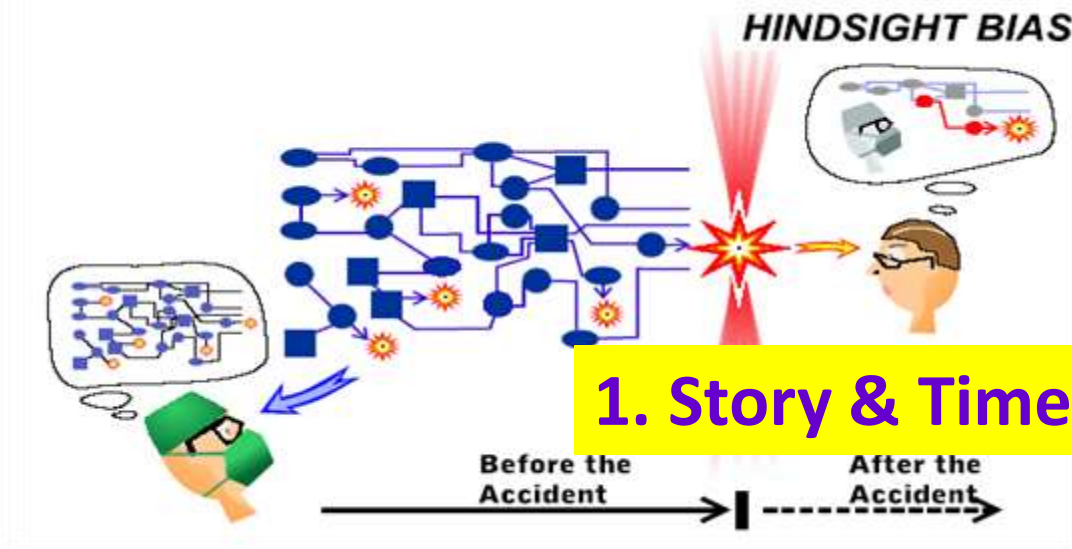 HINDSIGHT BIAS
1. Story & Time
Before the
Accident
After the
Accident